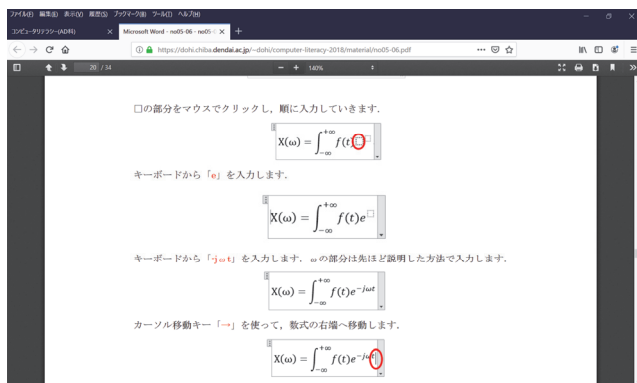 ファイル(F) 編集(E) 表示(V) 履歴(S) ブックマーク(B) ツール(T) ヘルプ(H)
コンピュータリテラシー(AD科) × Microsoft Word - no05-06 - no05-0 × +
https://dohi.chiba.dendai.ac.jp/~dohi/computer-literacy-2018/material/no05-06.pdf
20 / 34 − + 140%
□の部分をマウスでクリックし,順に入力していきます.
X(ω) = ∫_{−∞}^{+∞} f(t)□^□
キーボードから「e」を入力します.
X(ω) = ∫_{−∞}^{+∞} f(t)e^□
キーボードから「-jωt」を入力します.ωの部分は先ほど説明した方法で入力します.
X(ω) = ∫_{−∞}^{+∞} f(t)e^{−jωt}
カーソル移動キー「→」を使って,数式の右端へ移動します.
X(ω) = ∫_{−∞}^{+∞} f(t)e^{−jωt}